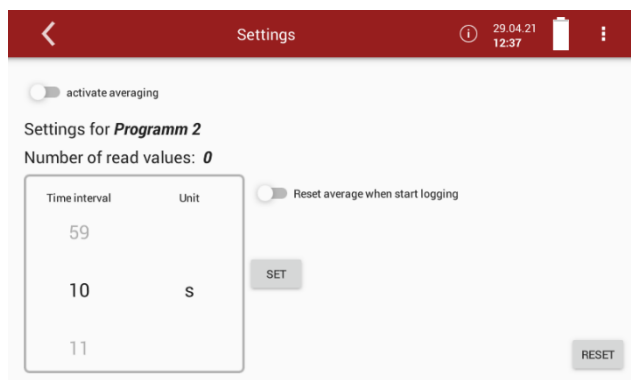 Settings
29.04.21
12:37
activate averaging
Settings for Programm 2
Number of read values: 0
Time interval Unit
Reset average when start logging
59
10 s
SET
11
RESET